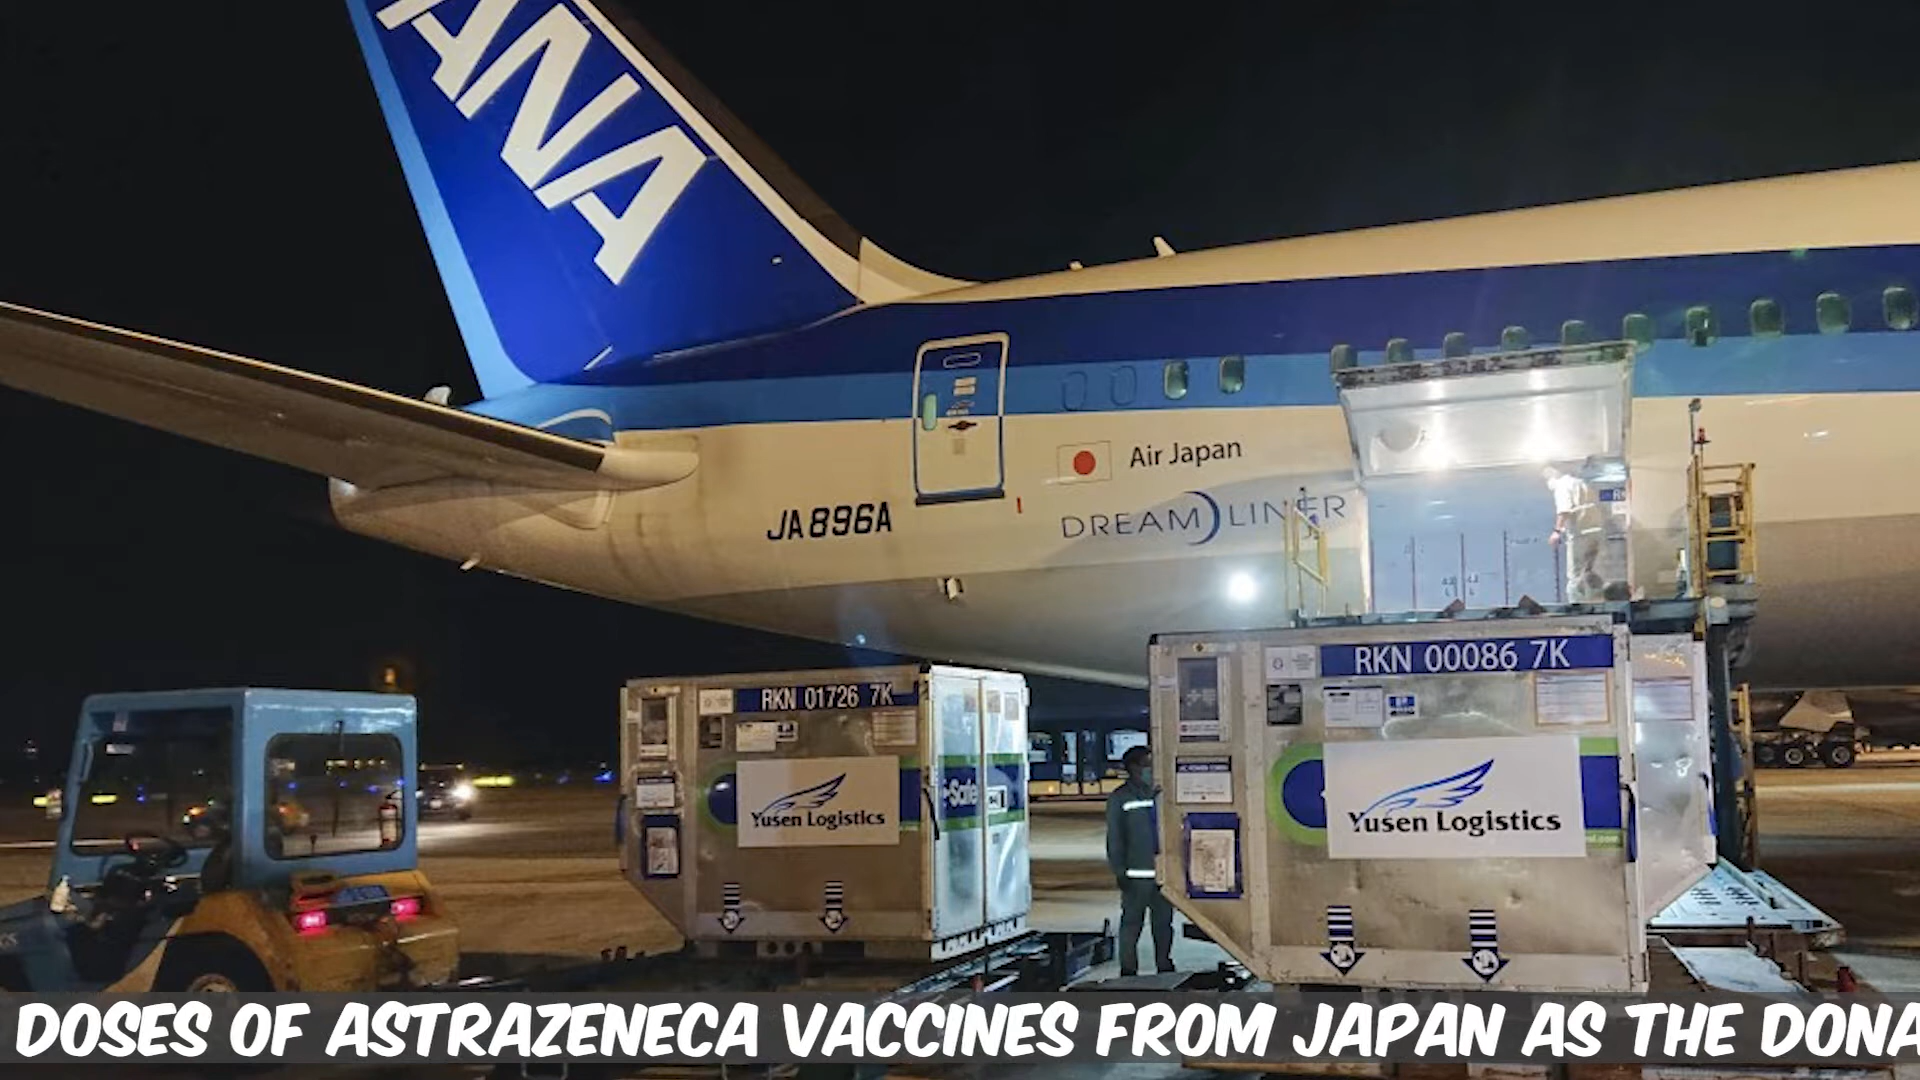 ANA
Air Japan
JA896A
DREAMLINER
RKN 00086 7K
RKN 01726 7K
Yusen Logistics
Yusen Logistics
DOSES OF ASTRAZENECA VACCINES FROM JAPAN AS THE DONA